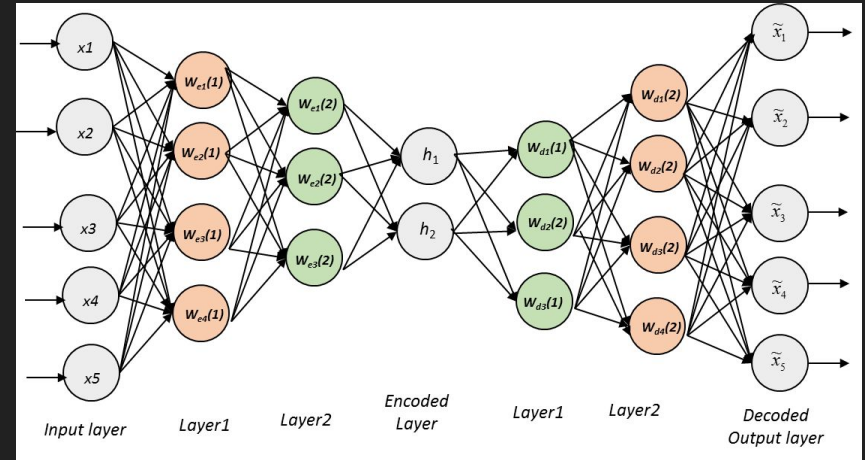 x1
x2
x3
x4
x5
We1(1)
We2(1)
We3(1)
We4(1)
We1(2)
We2(2)
We3(2)
h1
h2
Wd1(1)
Wd2(2)
Wd3(1)
Wd1(2)
Wd2(2)
Wd3(2)
Wd4(2)
x̃1
x̃2
x̃3
x̃4
x̃5
Input layer
Layer1
Layer2
Encoded
Layer
Layer1
Layer2
Decoded
Output layer